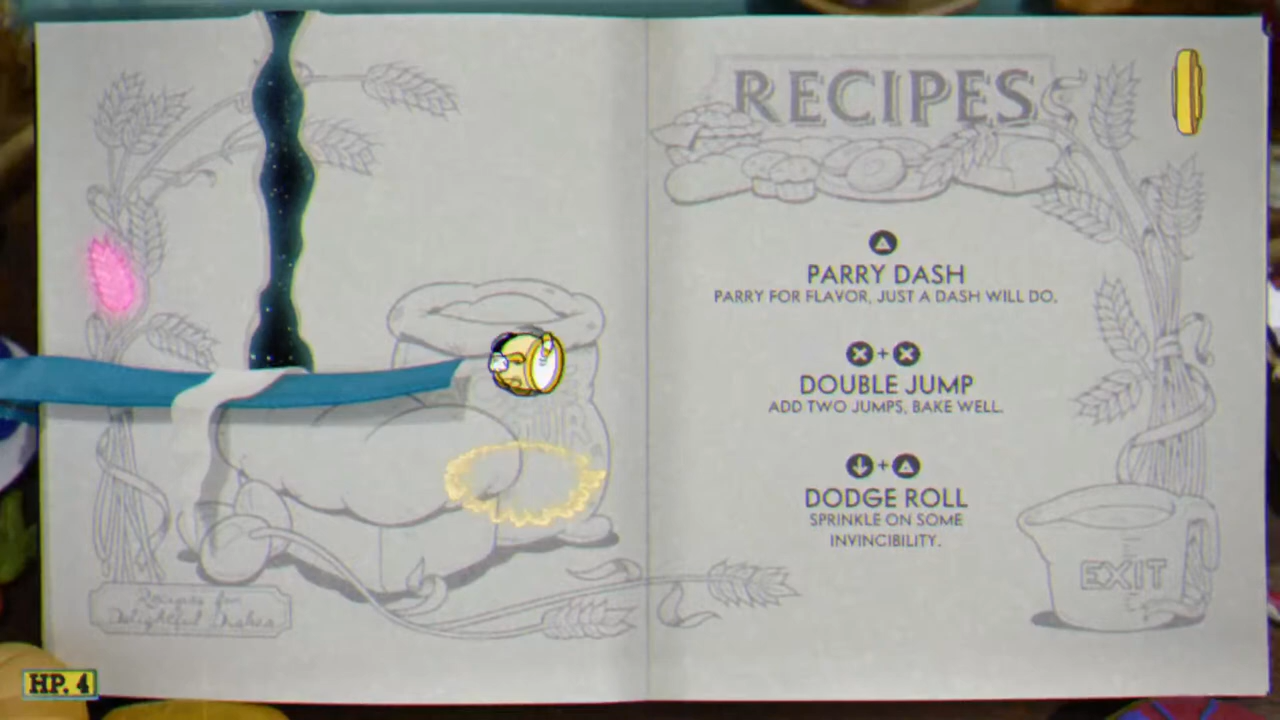 RECIPES
PARRY DASH
PARRY FOR FLAVOR, JUST A DASH WILL DO.
+
DOUBLE JUMP
ADD TWO JUMPS, BAKE WELL.
+
DODGE ROLL
SPRINKLE ON SOME
INVINCIBILITY.
EXIT
Recipes for
Delightful Dishes
HP. 4